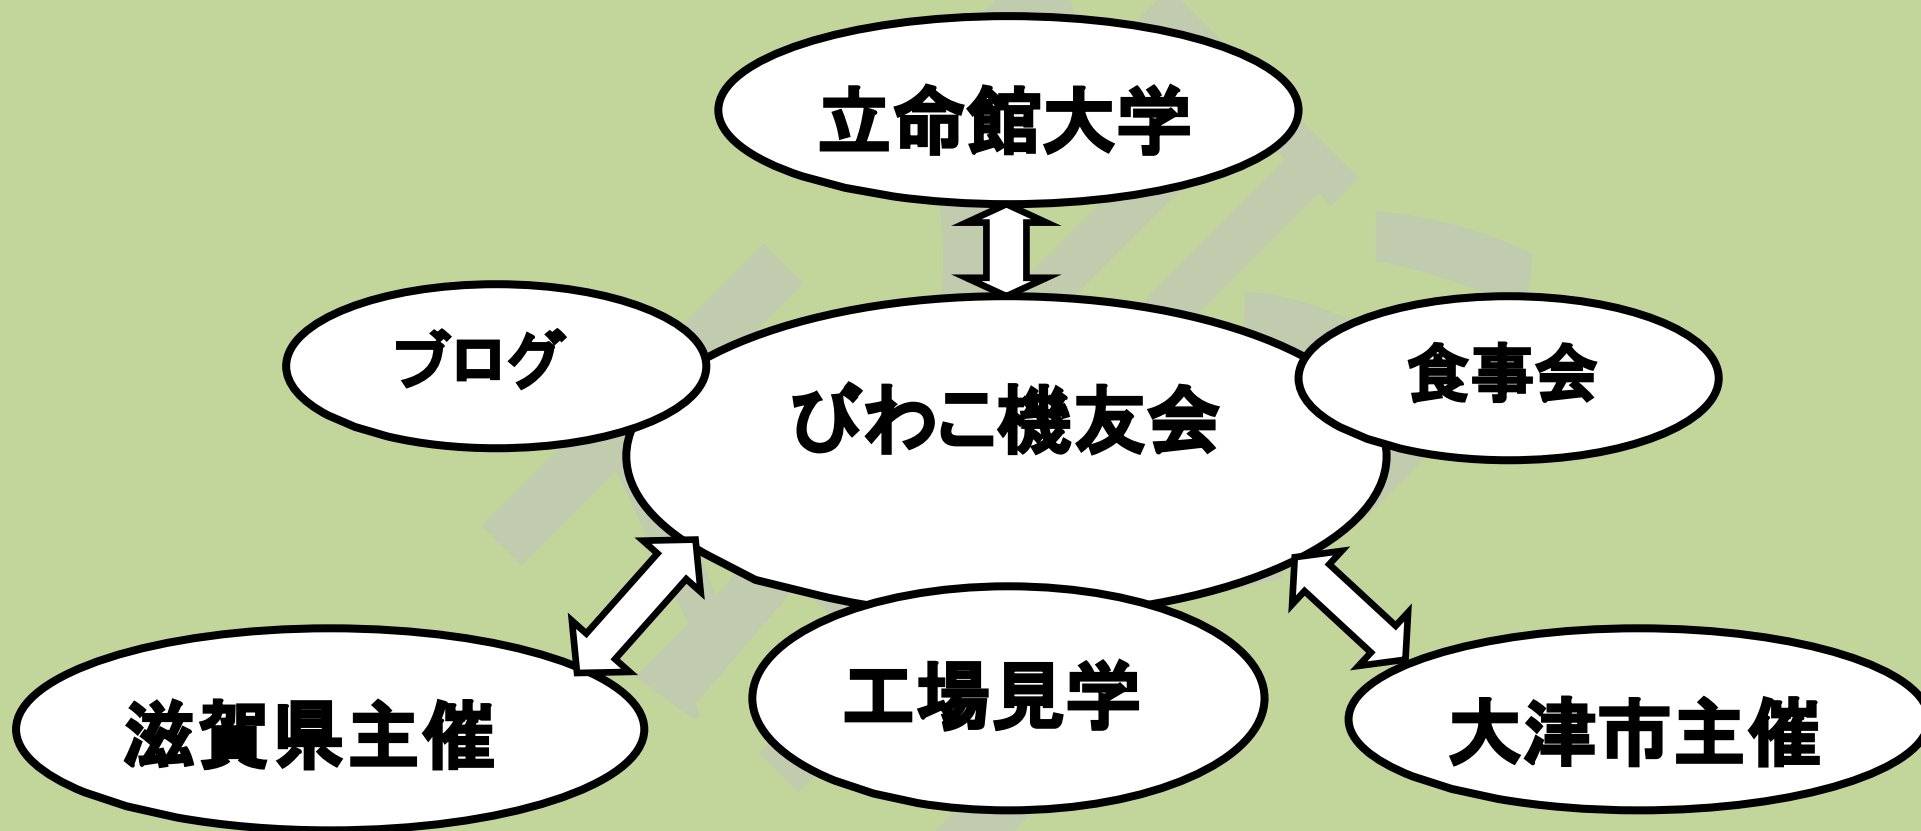 立命館大学
ブログ
食事会
びわこ機友会
工場見学
滋賀県主催
大津市主催